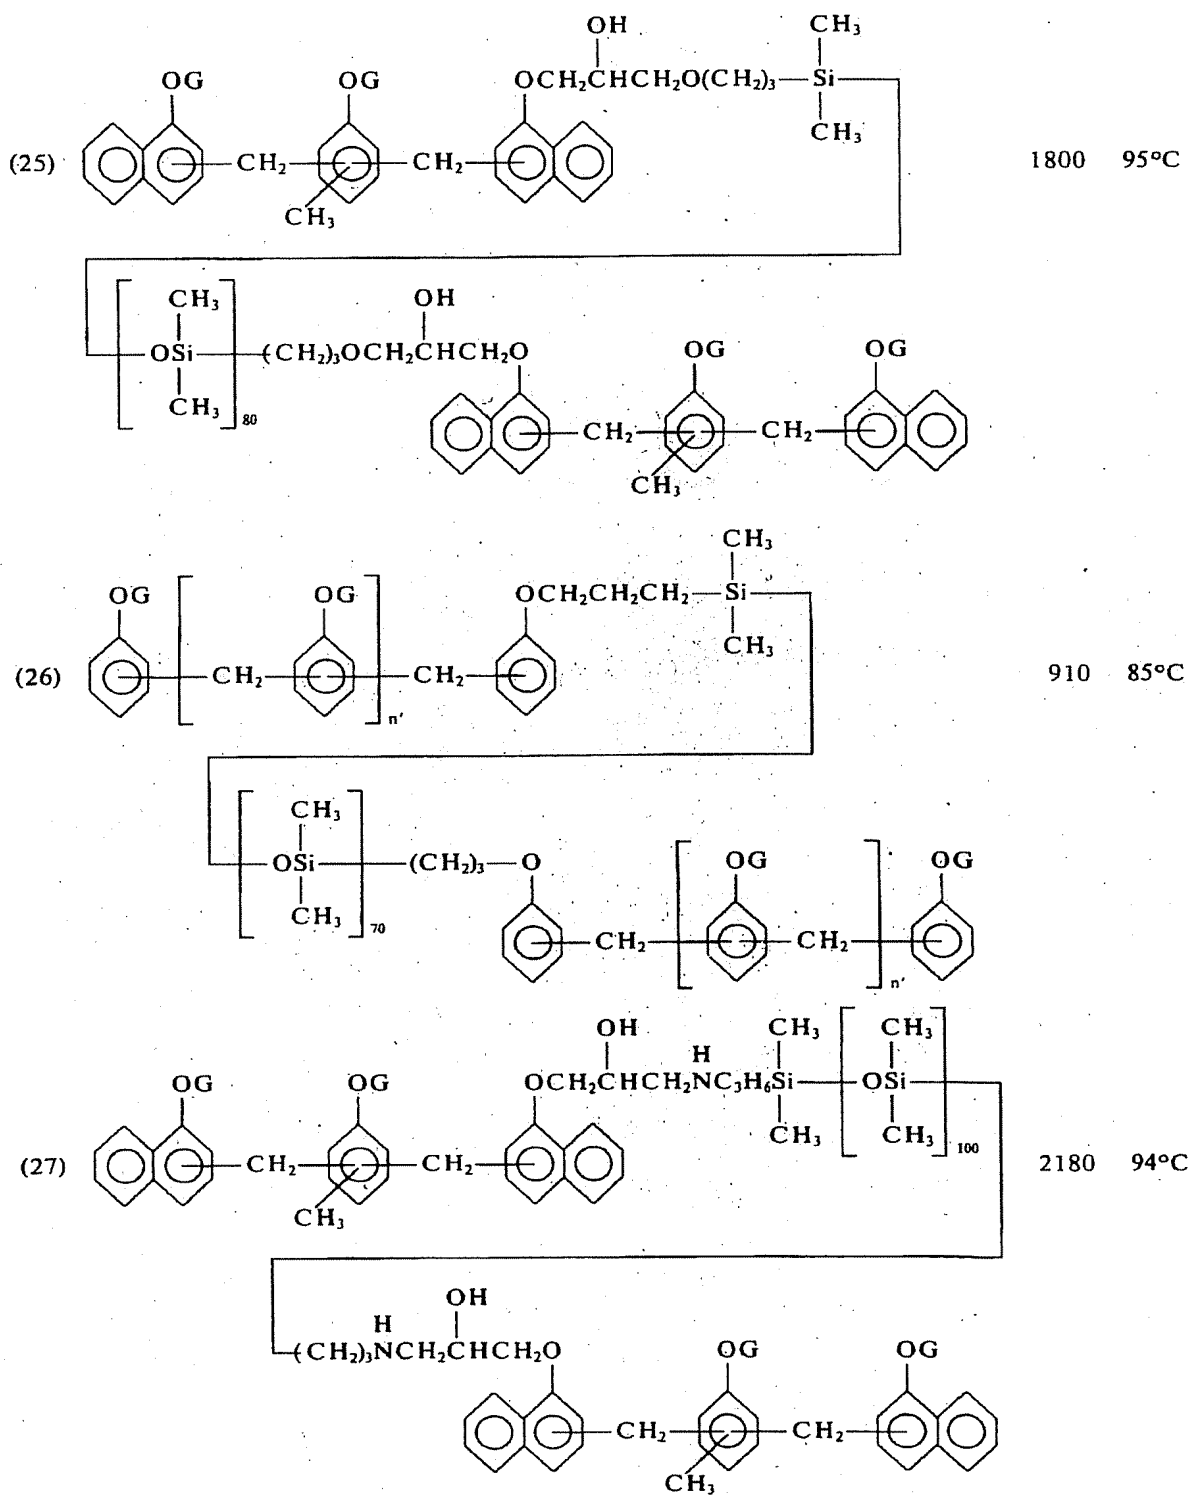 OH CH₃
OG OG OCH₂CHCH₂O(CH₂)₃—Si
CH₃
(25) CH₂ CH₂ 1800 95°C
CH₃
CH₃ OH
OSi (CH₂)₃OCH₂CHCH₂O OG OG
CH₃ 80
CH₂ CH₂
CH₃
CH₃
OG OG OCH₂CH₂CH₂—Si
CH₃
(26) CH₂ CH₂ 910 85°C
n'
CH₃
OSi (CH₂)₃—O OG OG
CH₃ 70
CH₂ CH₂
n'
OH CH₃ CH₃
H
OG OG OCH₂CHCH₂NC₃H₆Si OSi
CH₃ CH₃ 100
(27) CH₂ CH₂ 2180 94°C
CH₃
OH
H
(CH₂)₃NCH₂CHCH₂O OG OG
CH₂ CH₂
CH₃